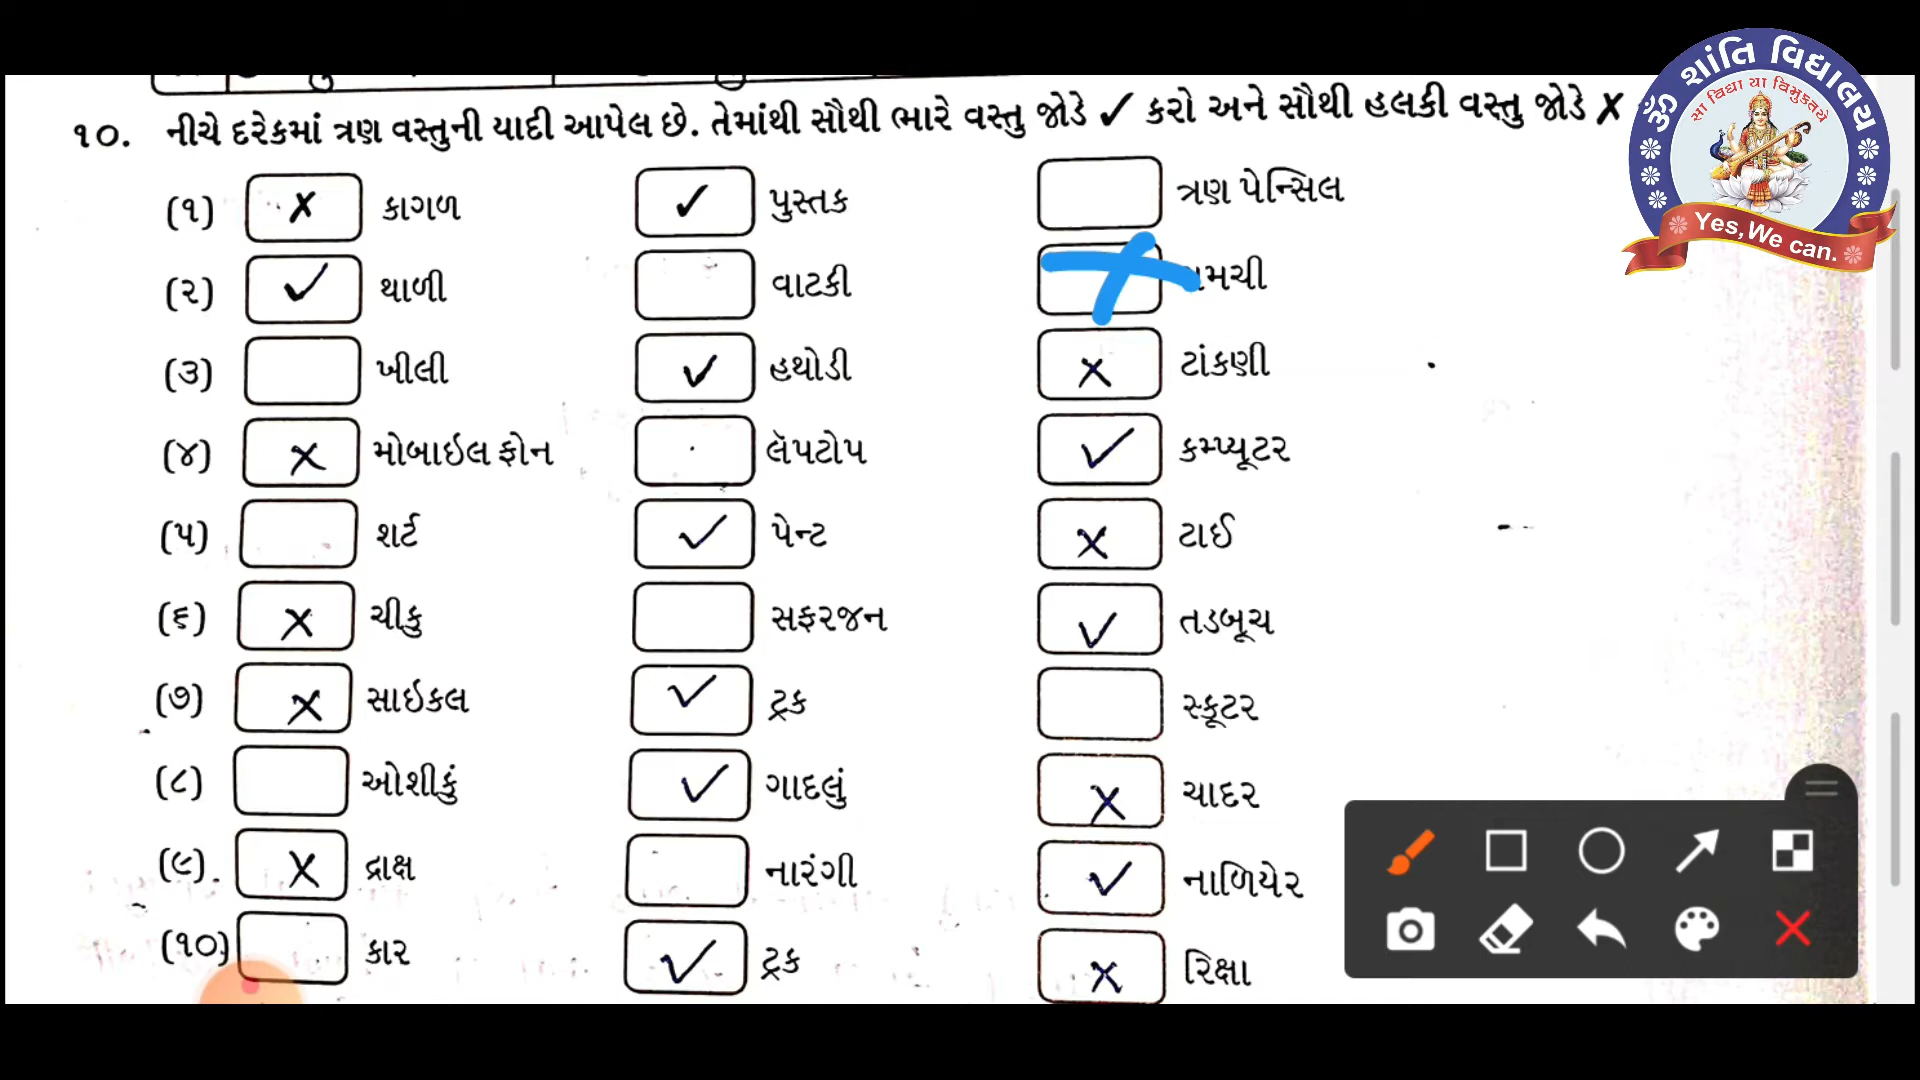 ૐ શાંતિ વિદ્યાલય
સા વિદ્યા યા વિમુક્તયે
Yes, We can.
૧૦. નીચે દરેકમાં ત્રણ વસ્તુની યાદી આપેલ છે. તેમાંથી સૌથી ભારે વસ્તુ જોડે ✓ કરો અને સૌથી હલકી વસ્તુ જોડે ✗
(૧) ✗ કાગળ ✓ પુસ્તક ત્રણ પેન્સિલ
(૨) ✓ થાળી વાટકી ✗ મચી
(૩) ખીલી ✓ હથોડી ✗ ટાંકણી
(૪) ✗ મોબાઇલ ફોન લૅપટોપ ✓ કમ્પ્યૂટર
(૫) શર્ટ ✓ પેન્ટ ✗ ટાઈ
(૬) ✗ ચીકુ સફરજન ✓ તડબૂચ
(૭) ✗ સાઇકલ ✓ ટ્રક સ્કૂટર
(૮) ઓશીકું ✓ ગાદલું ✗ ચાદર
(૯) ✗ દ્રાક્ષ નારંગી ✓ નાળિયેર
(૧૦) કાર ✓ ટ્રક ✗ રિક્ષા